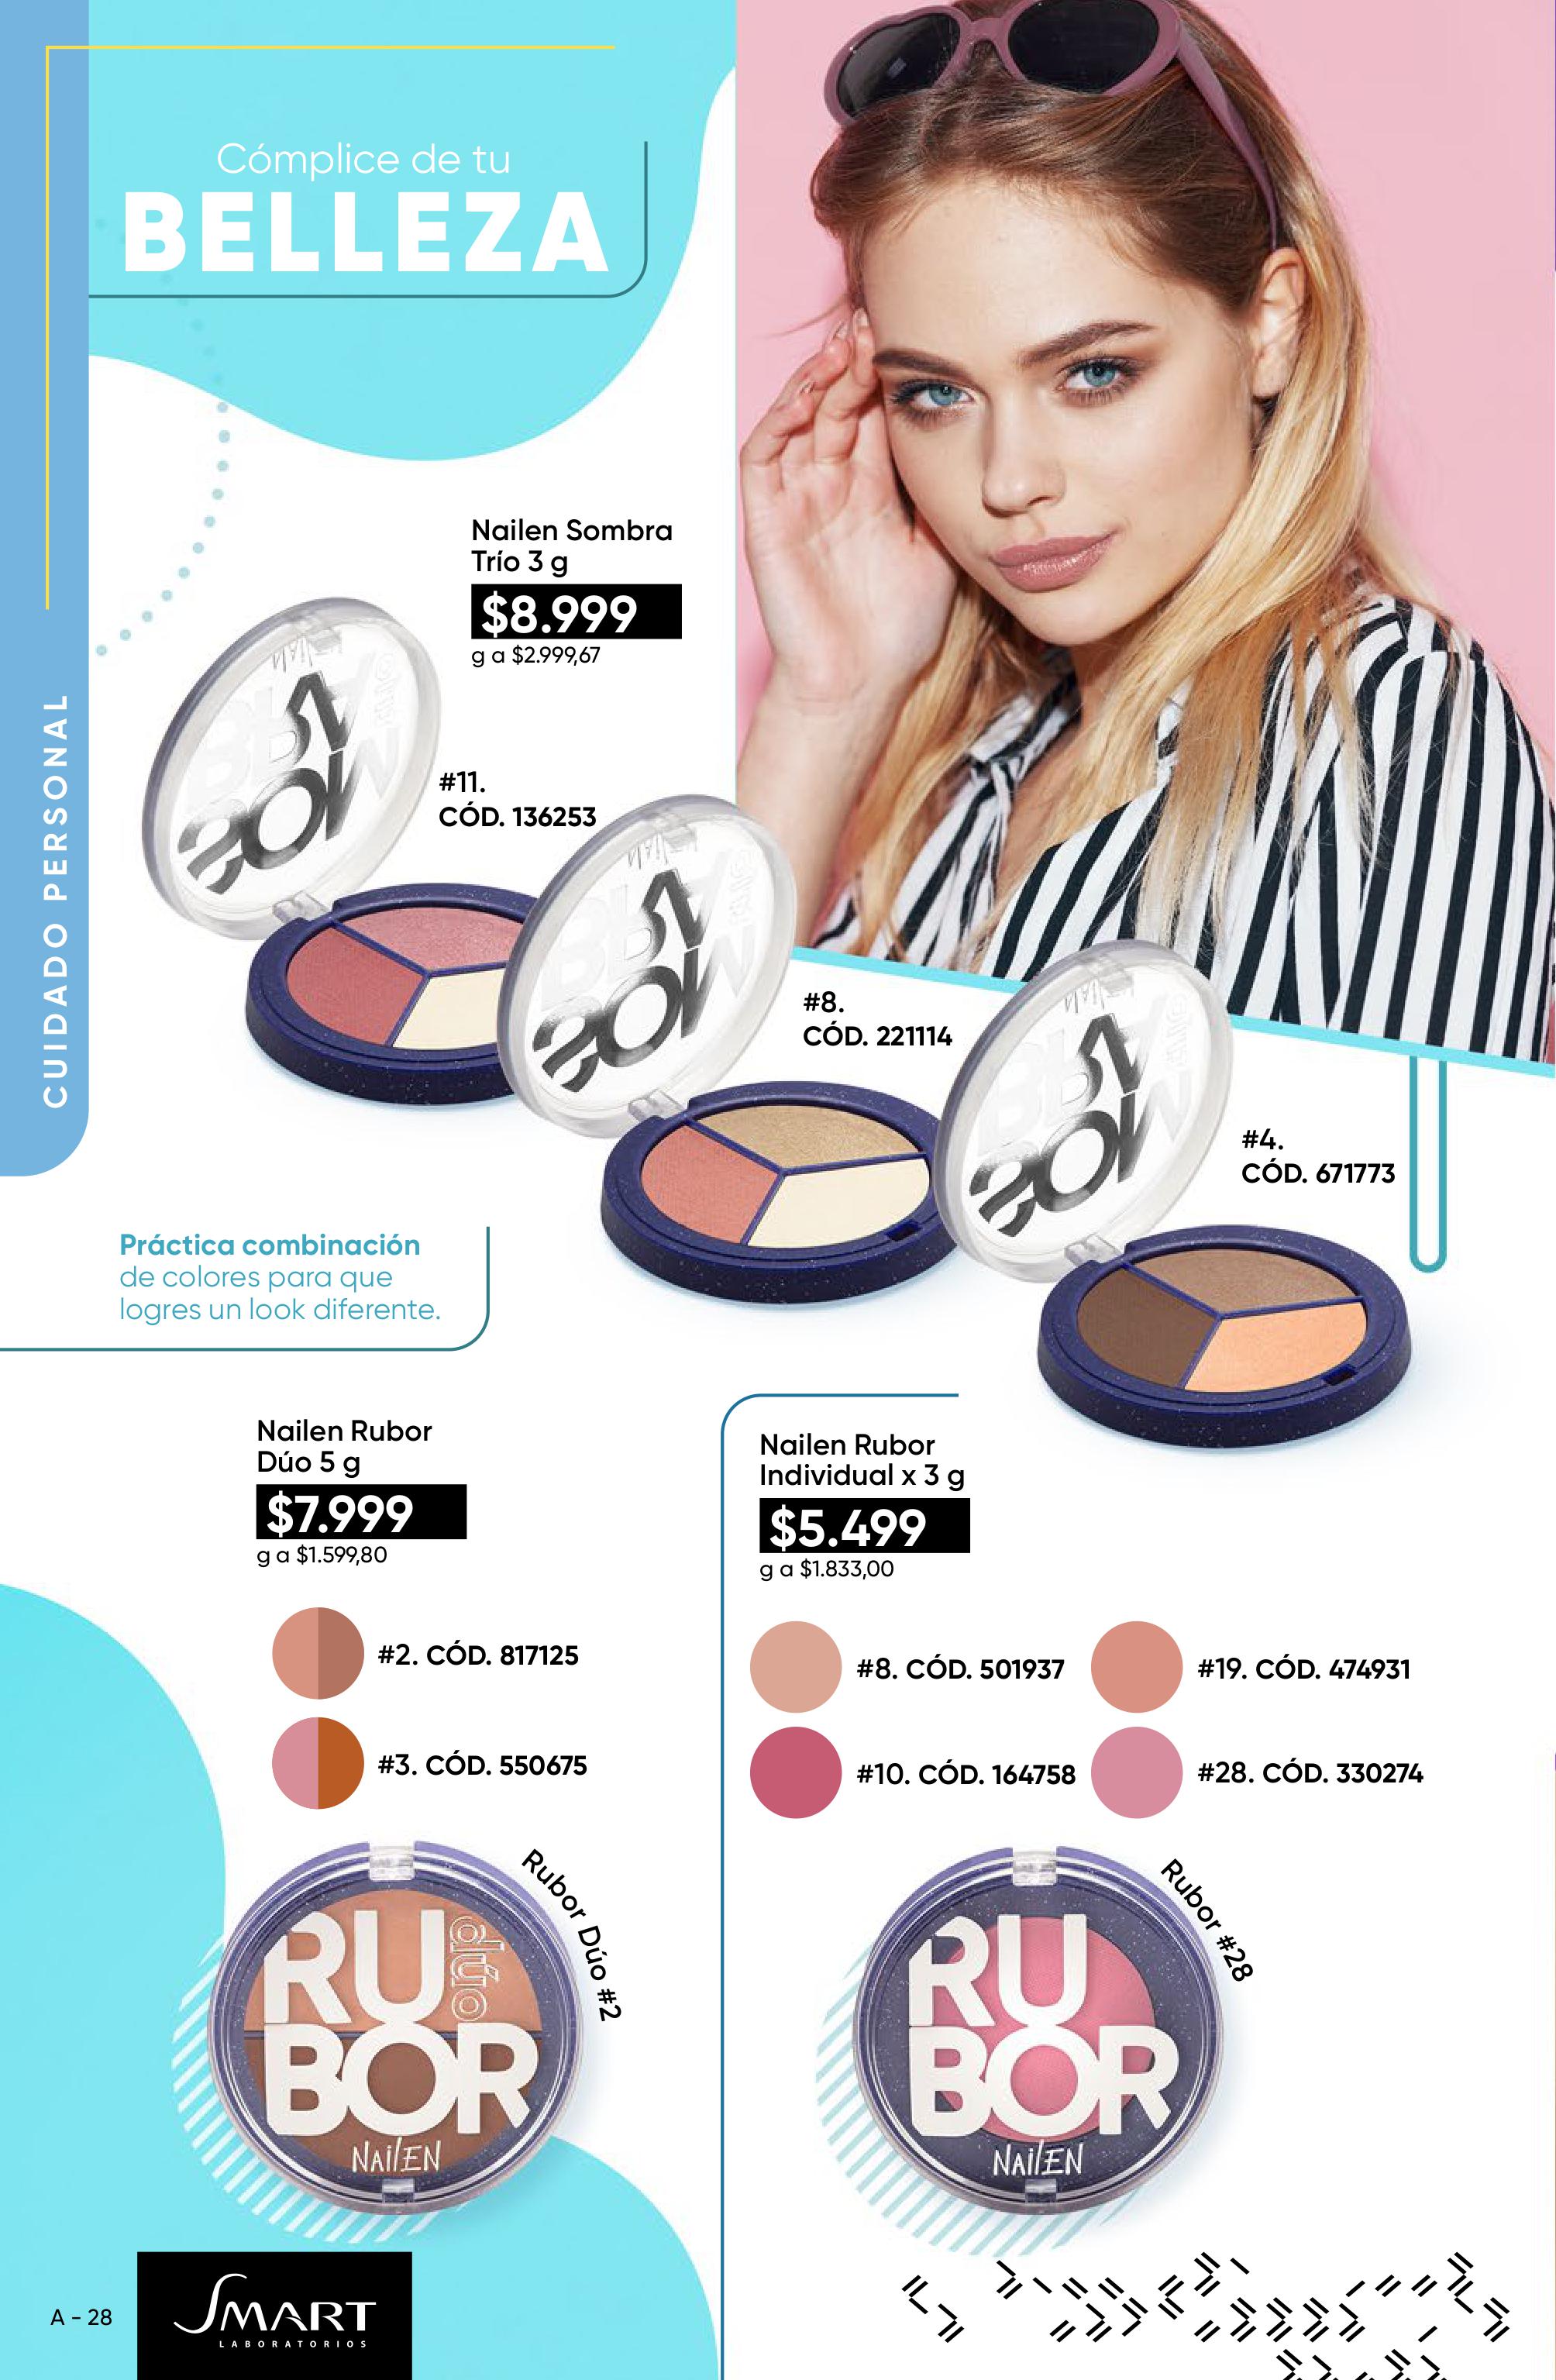 Cómplice de tu
BELLEZA
CUIDADO PERSONAL
Nailen Sombra
Trío 3 g
$8.999
g a $2.999,67
#11.
CÓD. 136253
#8.
CÓD. 221114
#4.
CÓD. 671773
Práctica combinación
de colores para que
logres un look diferente.
Nailen Rubor
Dúo 5 g
$7.999
g a $1.599,80
#2. CÓD. 817125
#3. CÓD. 550675
Rubor Dúo #2
RU
dúo
BOR
NAilEN
Nailen Rubor
Individual x 3 g
$5.499
g a $1.833,00
#8. CÓD. 501937
#19. CÓD. 474931
#10. CÓD. 164758
#28. CÓD. 330274
Rubor #28
RU
BOR
NAilEN
A - 28
SMART
LABORATORIOS